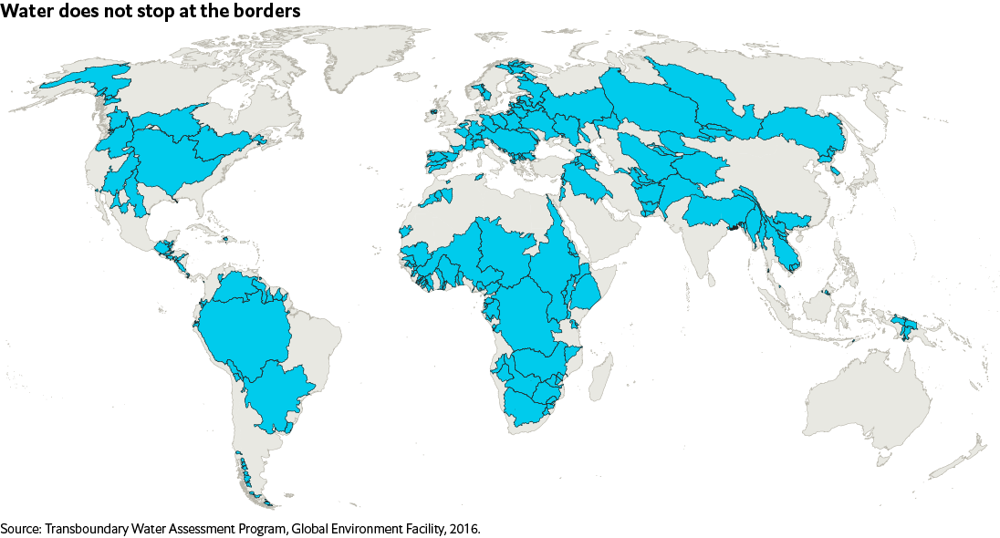 Water does not stop at the borders
Source: Transboundary Water Assessment Program, Global Environment Facility, 2016.